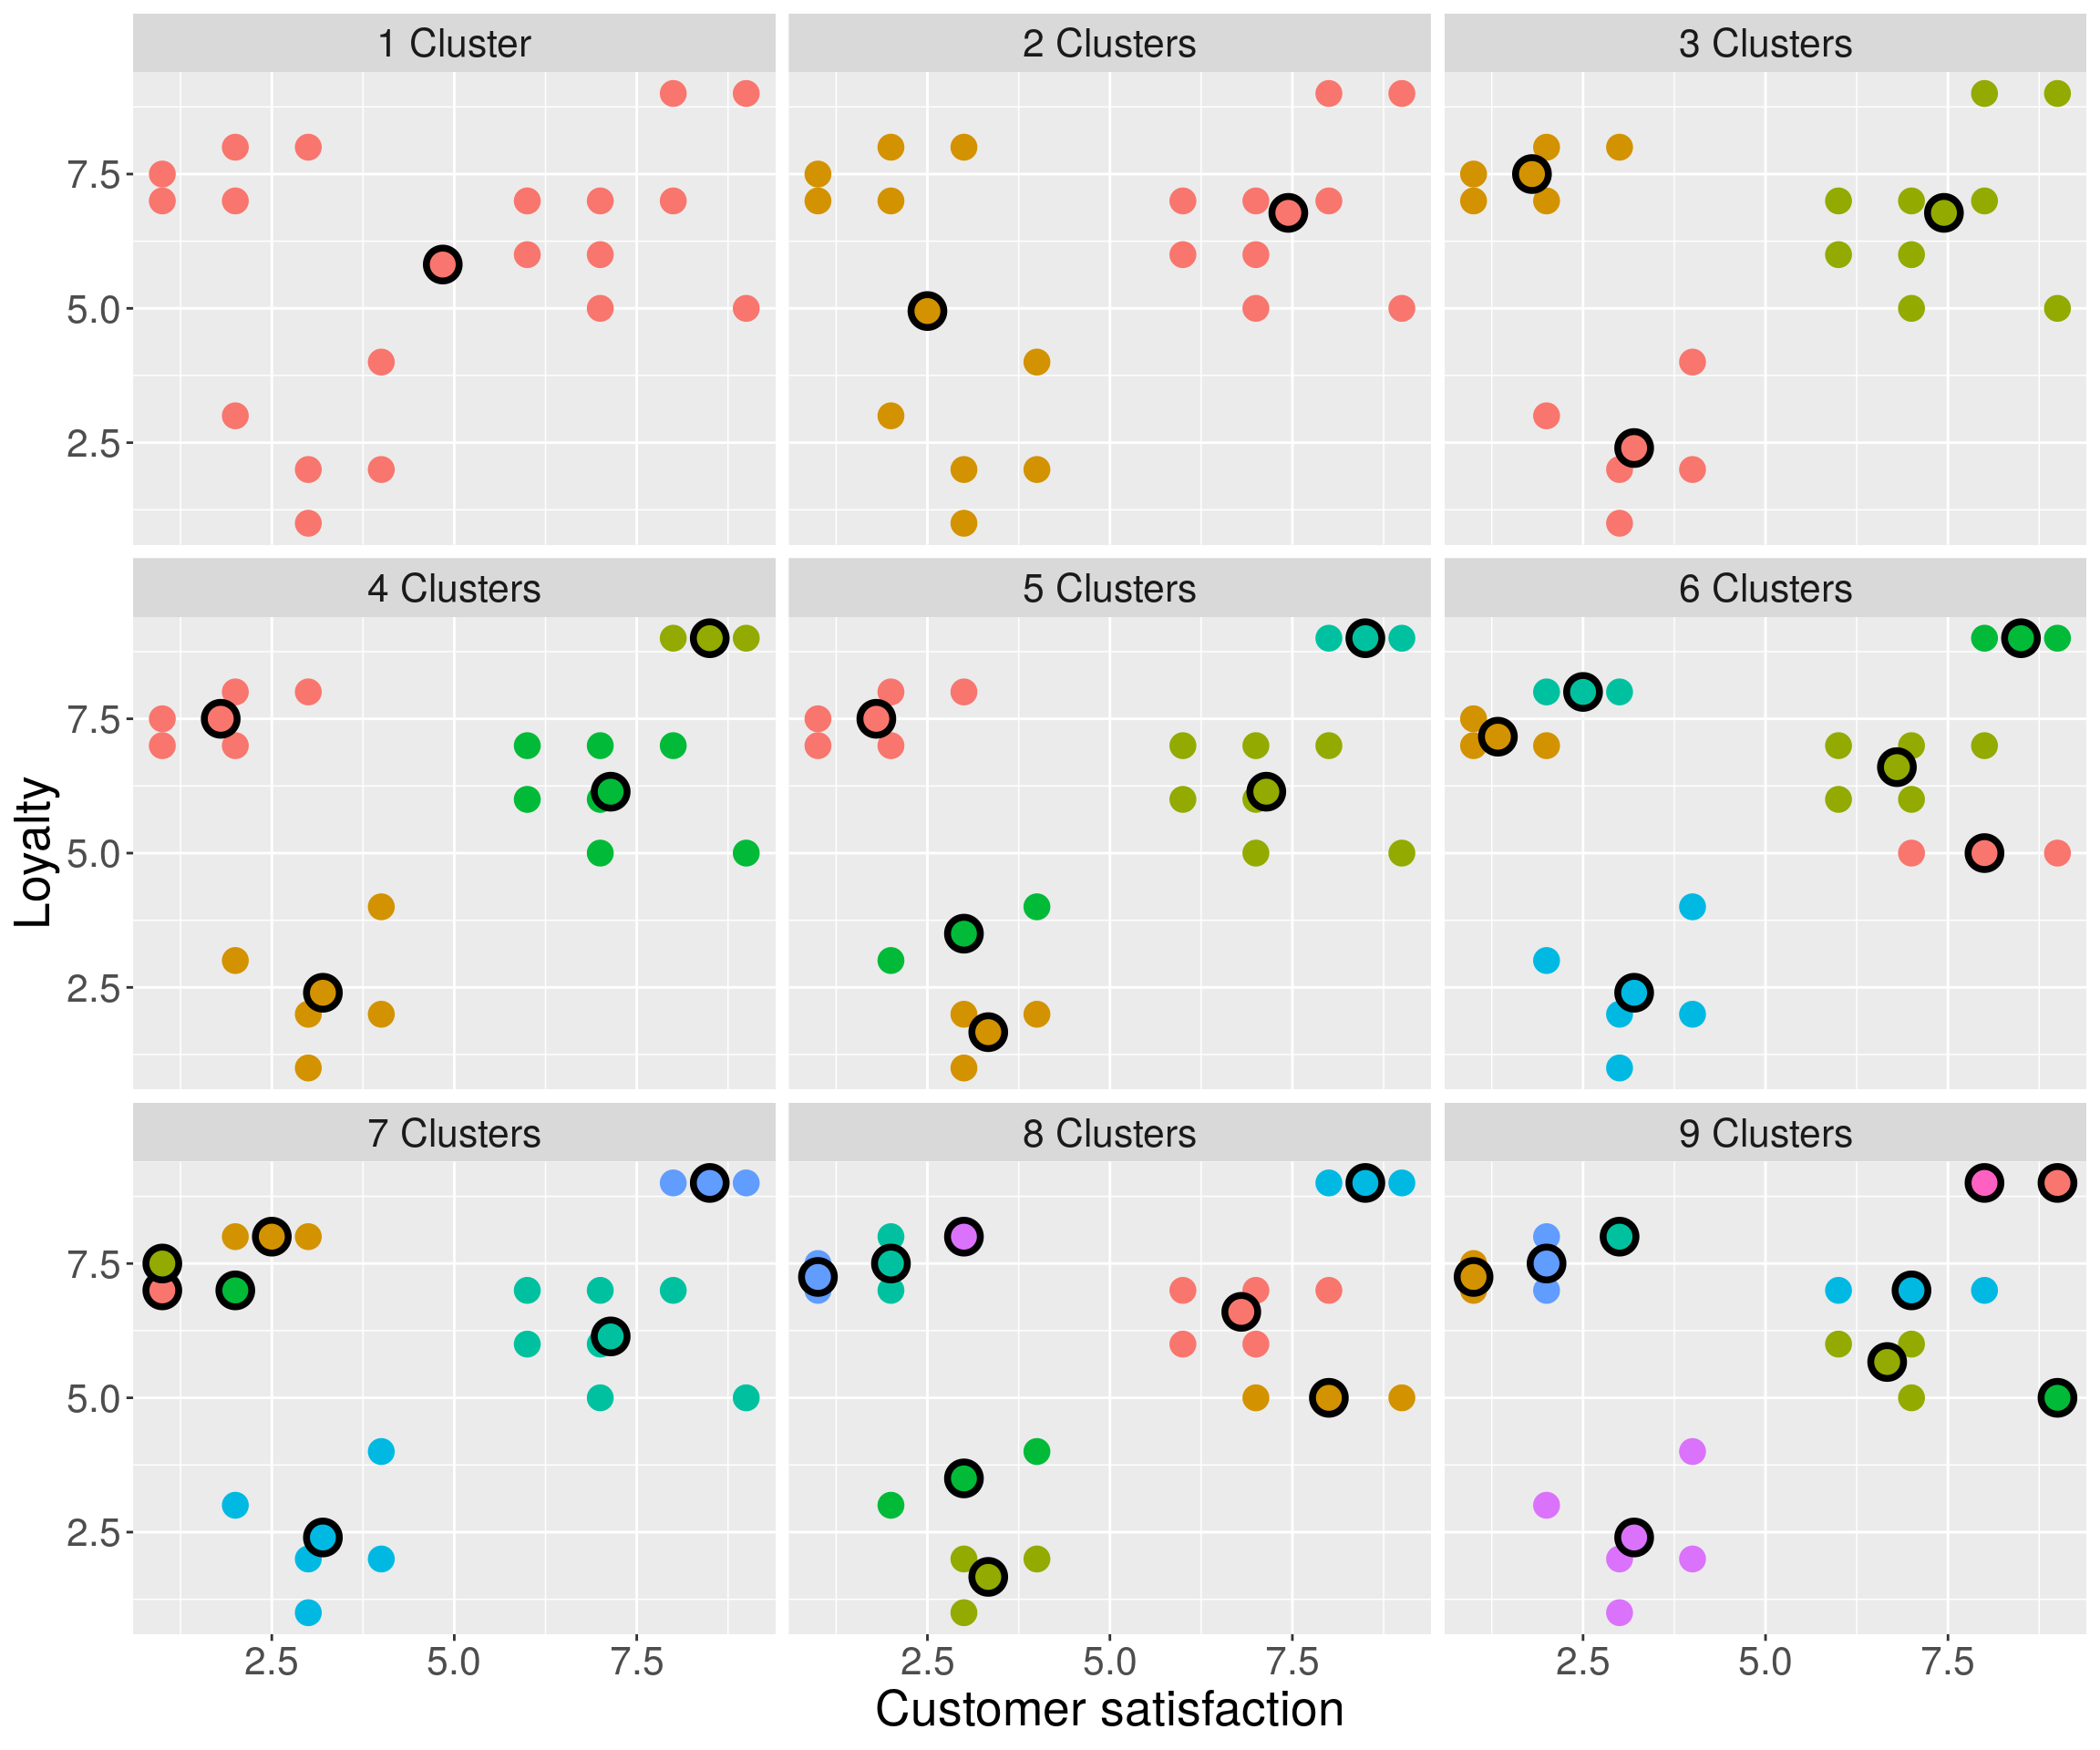 1 Cluster
2 Clusters
3 Clusters
7.5
5.0
2.5
4 Clusters
5 Clusters
6 Clusters
7.5
5.0
2.5
Loyalty
7 Clusters
8 Clusters
9 Clusters
7.5
5.0
2.5
2.5 5.0 7.5
2.5 5.0 7.5
2.5 5.0 7.5
Customer satisfaction